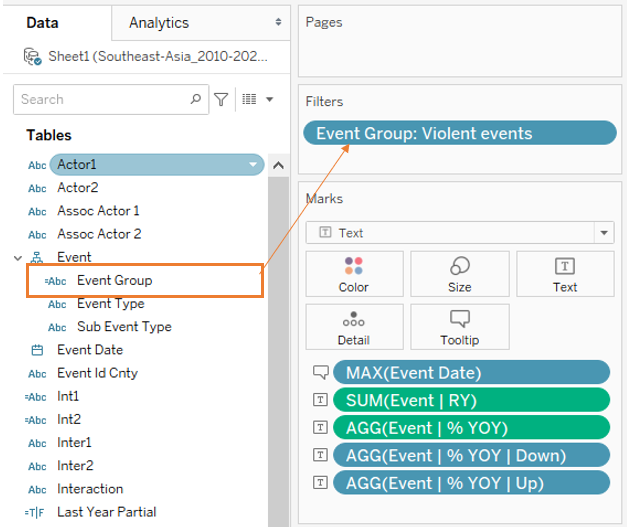 Data
Analytics
Sheet1 (Southeast-Asia_2010-202...
Search
Tables
Abc Actor1
Abc Actor2
Abc Assoc Actor 1
Abc Assoc Actor 2
Event
=Abc Event Group
Abc Event Type
Abc Sub Event Type
Event Date
Abc Event Id Cnty
=Abc Int1
=Abc Int2
Abc Inter1
Abc Inter2
Abc Interaction
=T|F Last Year Partial
Pages
Filters
Event Group: Violent events
Marks
T Text
Color
Size
T
Text
Detail
Tooltip
MAX(Event Date)
T SUM(Event | RY)
T AGG(Event | % YOY)
T AGG(Event | % YOY | Down)
T AGG(Event | % YOY | Up)